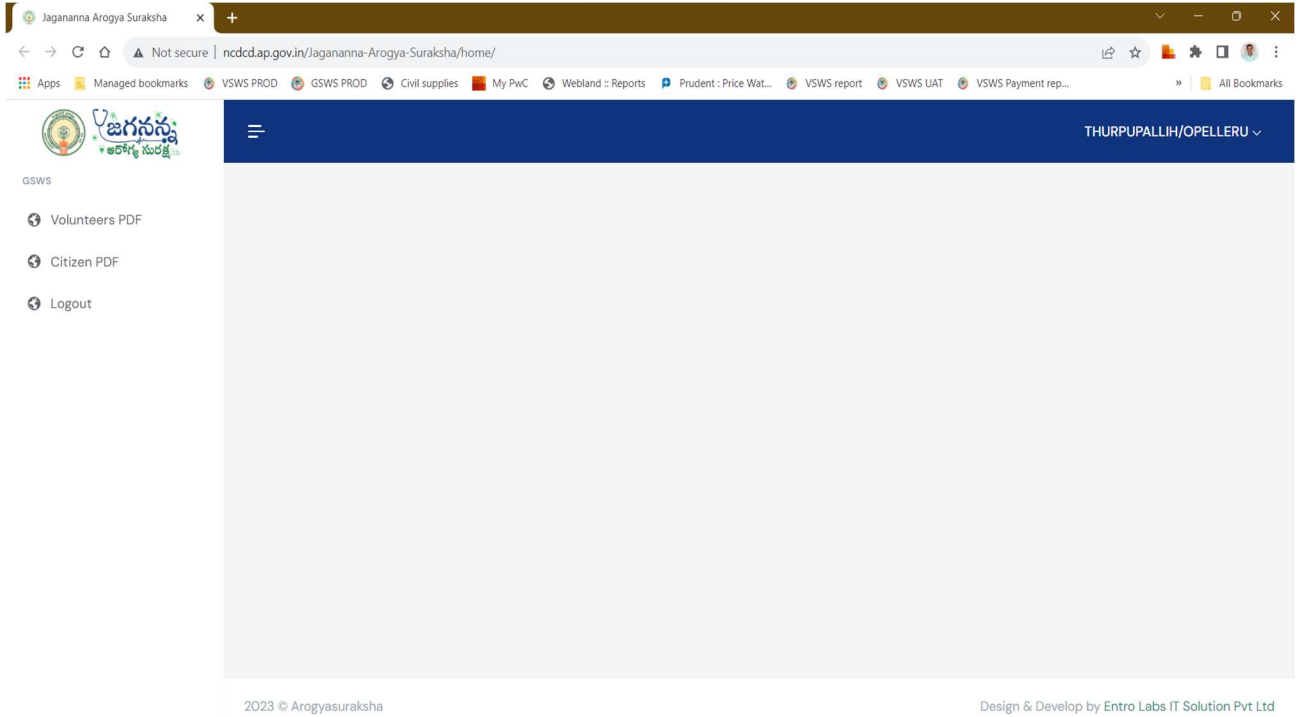 Jagananna Arogya Suraksha
Not secure | ncdcd.ap.gov.in/Jagananna-Arogya-Suraksha/home/
Apps Managed bookmarks VSWS PROD GSWS PROD Civil supplies My PwC Webland :: Reports Prudent : Price Wat... VSWS report VSWS UAT VSWS Payment rep... » All Bookmarks
జగనన్న
ఆరోగ్య సురక్ష
THURPUPALLIH/OPELLERU
GSWS
Volunteers PDF
Citizen PDF
Logout
2023 © Arogyasuraksha
Design & Develop by Entro Labs IT Solution Pvt Ltd